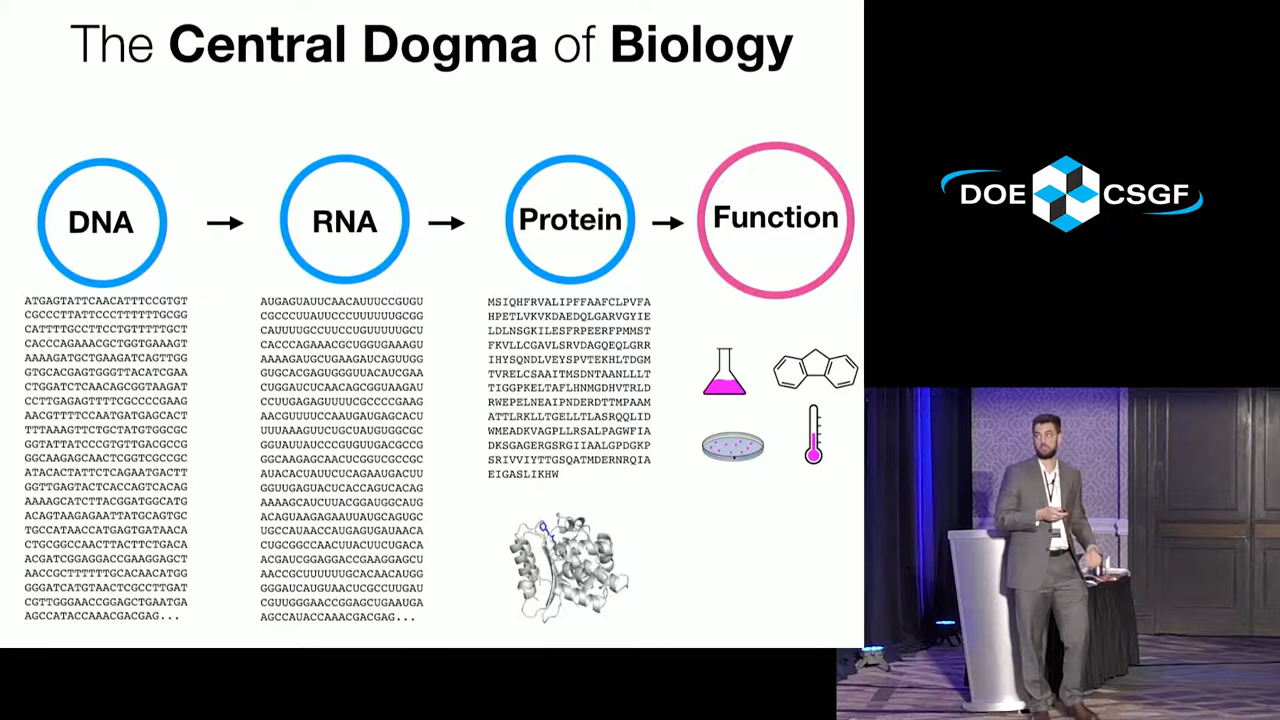 The Central Dogma of Biology
DNA
RNA
Protein
Function
ATGAGTATTCAACATTTCCGTGT
CGCCCTTATTCCCTTTTTTGCGG
CATTTTGCCTTCCTGTTTTTGCT
CACCCAGAAACGCTGGTGAAAGT
AAAAGATGCTGAAGATCAGTTGG
GTGCACGAGTGGGTTACATCGAA
CTGGATCTCAACAGCGGTAAGAT
CCTTGAGAGTTTTCGCCCCGAAG
AACGTTTTCCAATGATGAGCACT
TTTAAAGTTCTGCTATGTGGCGC
GGTATTATCCCGTGTTGACGCCG
GGCAAGAGCAACTCGGTCGCCGC
ATACACTATTCTCAGAATGACTT
GGTTGAGTACTCACCAGTCACAG
AAAAGCATCTTACGGATGGCATG
ACAGTAAGAGAATTATGCAGTGC
TGCCATAACCATGAGTGATAACA
CTGCGGCCAACTTACTTCTGACA
ACGATCGGAGGACCGAAGGAGCT
AACCGCTTTTTTGCACAACATGG
GGGATCATGTAACTCGCCTTGAT
CGTTGGGAACCGGAGCTGAATGA
AGCCATACCAAACGACGAG...
AUGAGUAUUCAACAUUUCCGUGU
CGCCCUUAUUCCCUUUUUUGCGG
CAUUUUGCCUUCCUGUUUUUGCU
CACCCAGAAACGCUGGUGAAAGU
AAAAGAUGCUGAAGAUCAGUUGG
GUGCACGAGUGGGUUACAUCGAA
CUGGAUCUCAACAGCGGUAAGAU
CCUUGAGAGUUUUCGCCCCGAAG
AACGUUUUCCAAUGAUGAGCACU
UUUAAAGUUCUGCUAUGUGGCGC
GGUAUUAUCCCGUGUUGACGCCG
GGCAAGAGCAACUCGGUCGCCGC
AUACACUAUUCUCAGAAUGACUU
GGUUGAGUACUCACCAGUCACAG
AAAAGCAUCUUACGGAUGGCAUG
ACAGUAAGAGAAUUAUGCAGUGC
UGCCAUAACCAUGAGUGAUAACA
CUGCGGCCAACUUACUUCUGACA
ACGAUCGGAGGACCGAAGGAGCU
AACCGCUUUUUUGCACAACAUGG
GGGAUCAUGUAACUCGCCUUGAU
CGUUGGGAACCGGAGCUGAAUGA
AGCCAUACCAAACGACGAG...
MSIQHFRVALIPFFAAFCLPVFA
HPETLVKVKDAEDQLGARVGYIE
LDLNSGKILESFRPEERFPMMST
FKVLLCGAVLSRVDAGQEQLGRR
IHYSQNDLVEYSPVTEKHLTDGM
TVRELCSAAITMSDNTAANLLLT
TIGGPKELTAFLHNMGDHVTRLD
RWEPELNEAIPNDERDTTMPAAM
ATTLRKLLTGELLTLASRQQLID
WMEADKVAGPLLRSALPAGWFIA
DKSGAGERGSRGIIAALGPDGKP
SRIVVIYTTGSQATMDERNRQIA
EIGASLIKHW
DOE CSGF